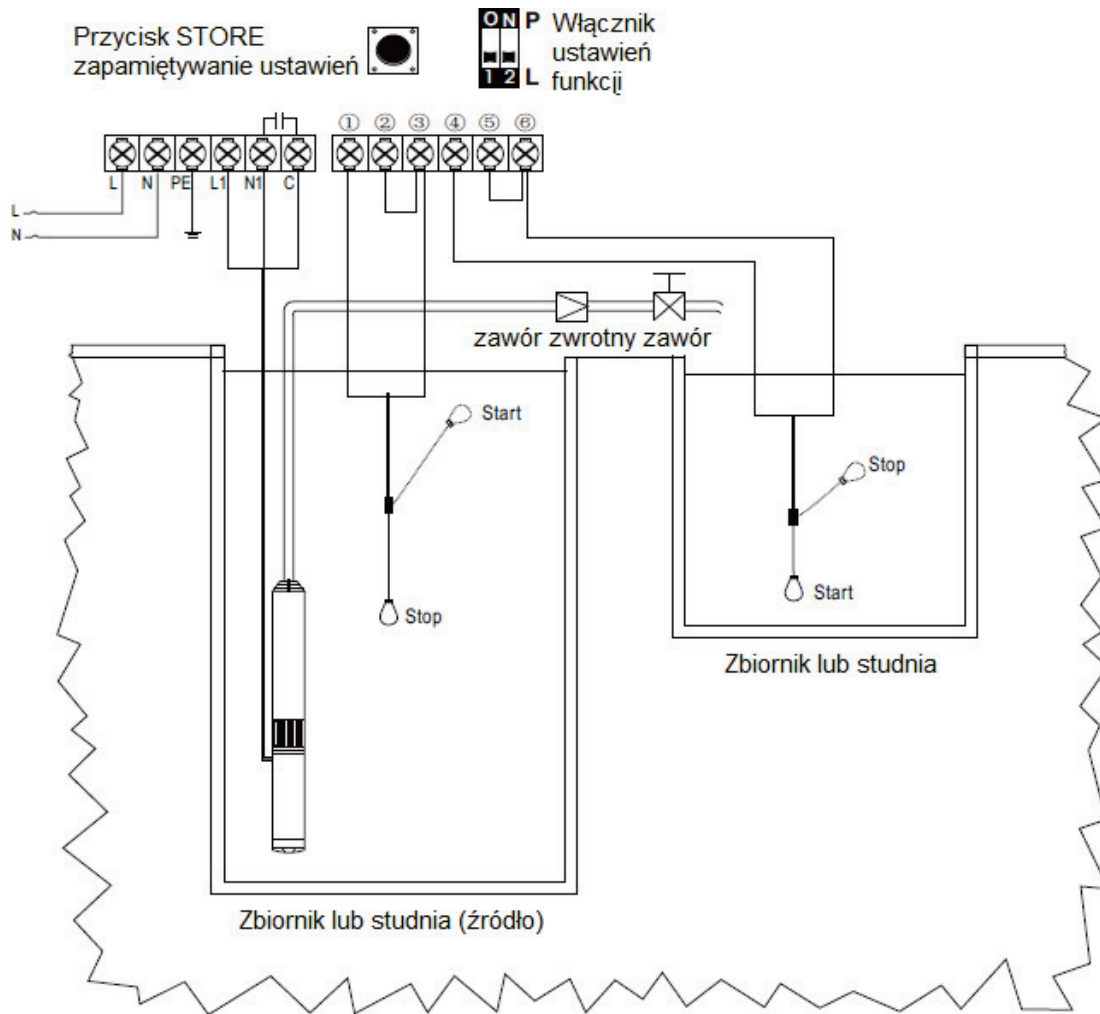 Przycisk STORE
zapamiętywanie ustawień
ON P
1 2 L
Włącznik
ustawień
funkcji
① ② ③ ④ ⑤ ⑥
L N PE L1 N1 C
L
N
zawór zwrotny zawór
Start
Stop
Stop
Start
Zbiornik lub studnia
Zbiornik lub studnia (źródło)